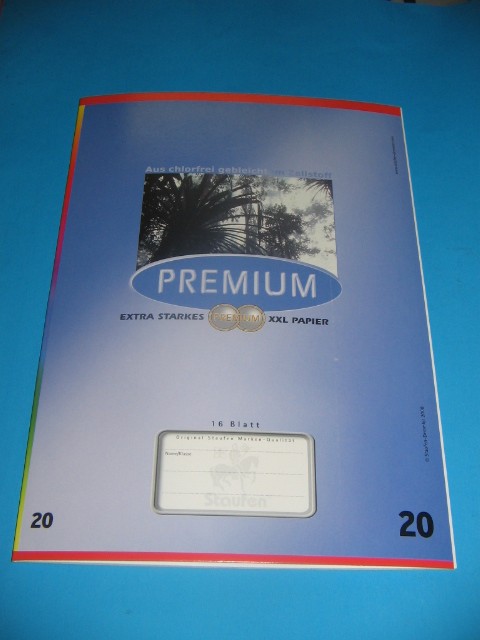 Aus chlorfrei gebleichtem Zellstoff
PREMIUM
EXTRA STARKES PREMIUM XXL PAPIER
16 Blatt
Original Staufen Marken-Qualität
Name/Klasse
Staufen
20
20